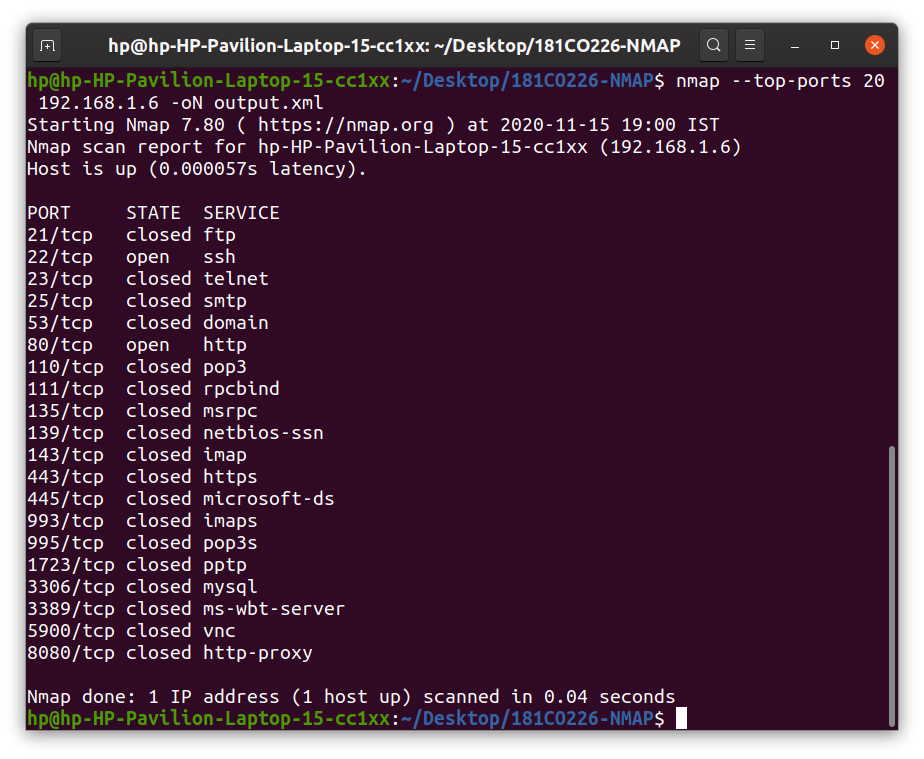 hp@hp-HP-Pavilion-Laptop-15-cc1xx: ~/Desktop/181CO226-NMAP
hp@hp-HP-Pavilion-Laptop-15-cc1xx:~/Desktop/181CO226-NMAP$ nmap --top-ports 20
 192.168.1.6 -oN output.xml
Starting Nmap 7.80 ( https://nmap.org ) at 2020-11-15 19:00 IST
Nmap scan report for hp-HP-Pavilion-Laptop-15-cc1xx (192.168.1.6)
Host is up (0.000057s latency).

PORT     STATE  SERVICE
21/tcp   closed ftp
22/tcp   open   ssh
23/tcp   closed telnet
25/tcp   closed smtp
53/tcp   closed domain
80/tcp   open   http
110/tcp  closed pop3
111/tcp  closed rpcbind
135/tcp  closed msrpc
139/tcp  closed netbios-ssn
143/tcp  closed imap
443/tcp  closed https
445/tcp  closed microsoft-ds
993/tcp  closed imaps
995/tcp  closed pop3s
1723/tcp closed pptp
3306/tcp closed mysql
3389/tcp closed ms-wbt-server
5900/tcp closed vnc
8080/tcp closed http-proxy

Nmap done: 1 IP address (1 host up) scanned in 0.04 seconds
hp@hp-HP-Pavilion-Laptop-15-cc1xx:~/Desktop/181CO226-NMAP$